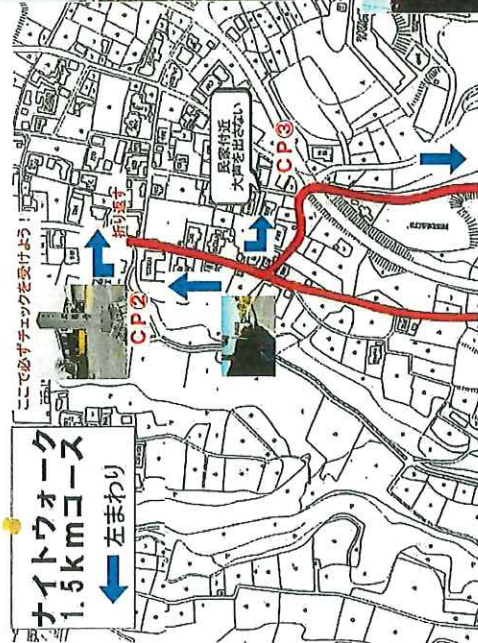 ナイトウォーク
1.5kmコース
左まわり
ここで必ずチェックを受けよう!
折り返す
CP②
民家付近
大声を出さない
CP③